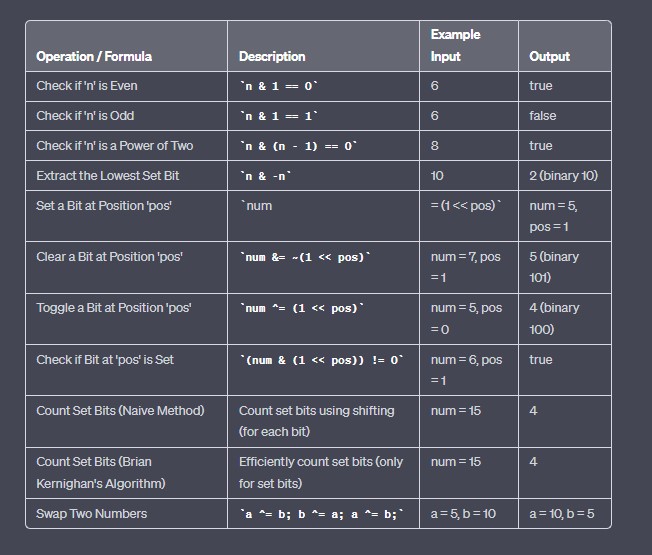 Operation / Formula Description Example Input Output
Check if 'n' is Even `n & 1 == 0` 6 true
Check if 'n' is Odd `n & 1 == 1` 6 false
Check if 'n' is a Power of Two `n & (n - 1) == 0` 8 true
Extract the Lowest Set Bit `n & -n` 10 2 (binary 10)
Set a Bit at Position 'pos' `num = (1 << pos)` num = 5, pos = 1
Clear a Bit at Position 'pos' `num &= ~(1 << pos)` num = 7, pos = 1 5 (binary 101)
Toggle a Bit at Position 'pos' `num ^= (1 << pos)` num = 5, pos = 0 4 (binary 100)
Check if Bit at 'pos' is Set `(num & (1 << pos)) != 0` num = 6, pos = 1 true
Count Set Bits (Naive Method) Count set bits using shifting (for each bit) num = 15 4
Count Set Bits (Brian Kernighan's Algorithm) Efficiently count set bits (only for set bits) num = 15 4
Swap Two Numbers `a ^= b; b ^= a; a ^= b;` a = 5, b = 10 a = 10, b = 5